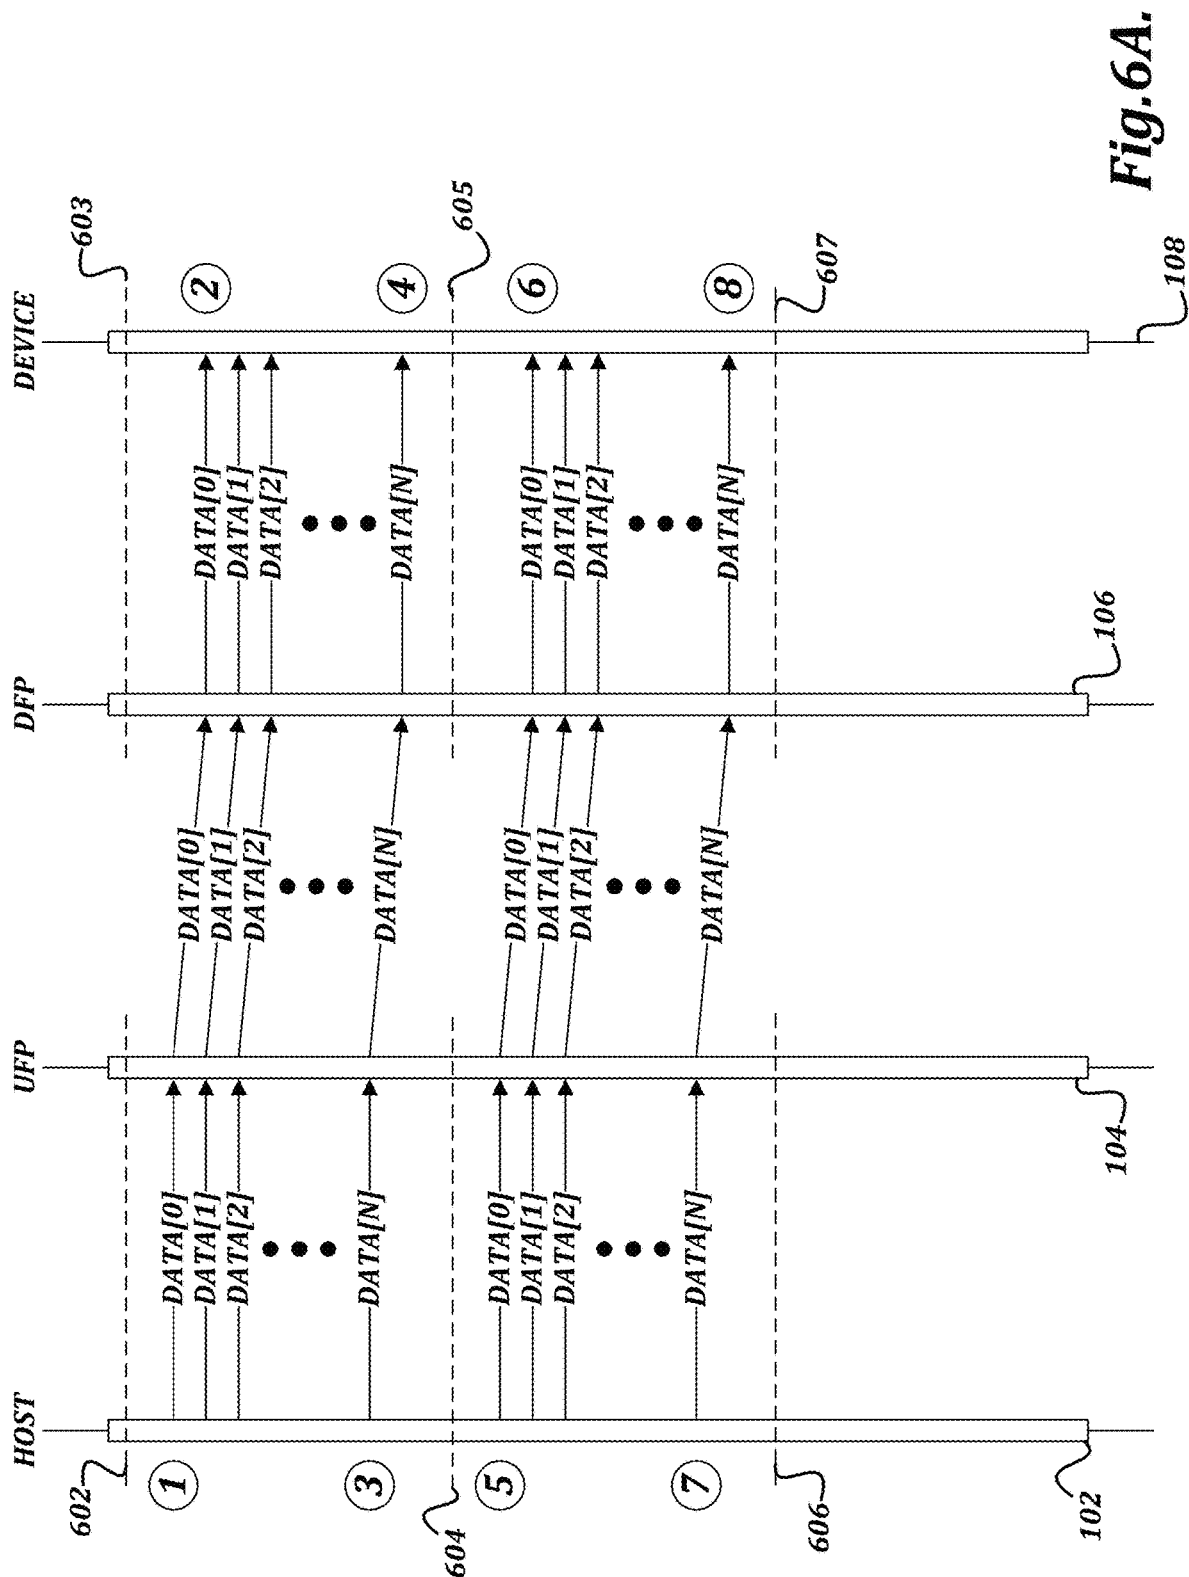 HOST UFP DFP DEVICE
602 603
1 DATA[0] DATA[0]
DATA[1] DATA[1] DATA[0] 2
DATA[2] DATA[2] DATA[1]
DATA[2]
3 DATA[N] DATA[N] DATA[N] 4
604 605
5 DATA[0] DATA[0]
DATA[1] DATA[1] DATA[0] 6
DATA[2] DATA[2] DATA[1]
DATA[2]
7 DATA[N] DATA[N] DATA[N] 8
606 607
102 104 106 108
Fig.6A.